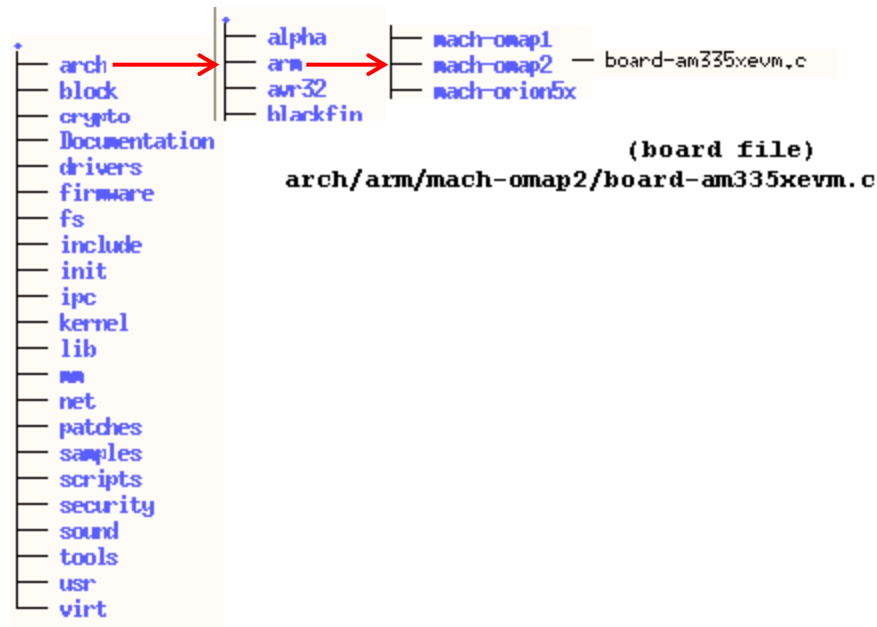 arch
block
crypto
Documentation
drivers
firmware
fs
include
init
ipc
kernel
lib
mm
net
patches
samples
scripts
security
sound
tools
usr
virt
alpha
arm
avr32
blackfin
mach-omap1
mach-omap2
mach-orion5x
board-am335xevm.c
(board file)
arch/arm/mach-omap2/board-am335xevm.c